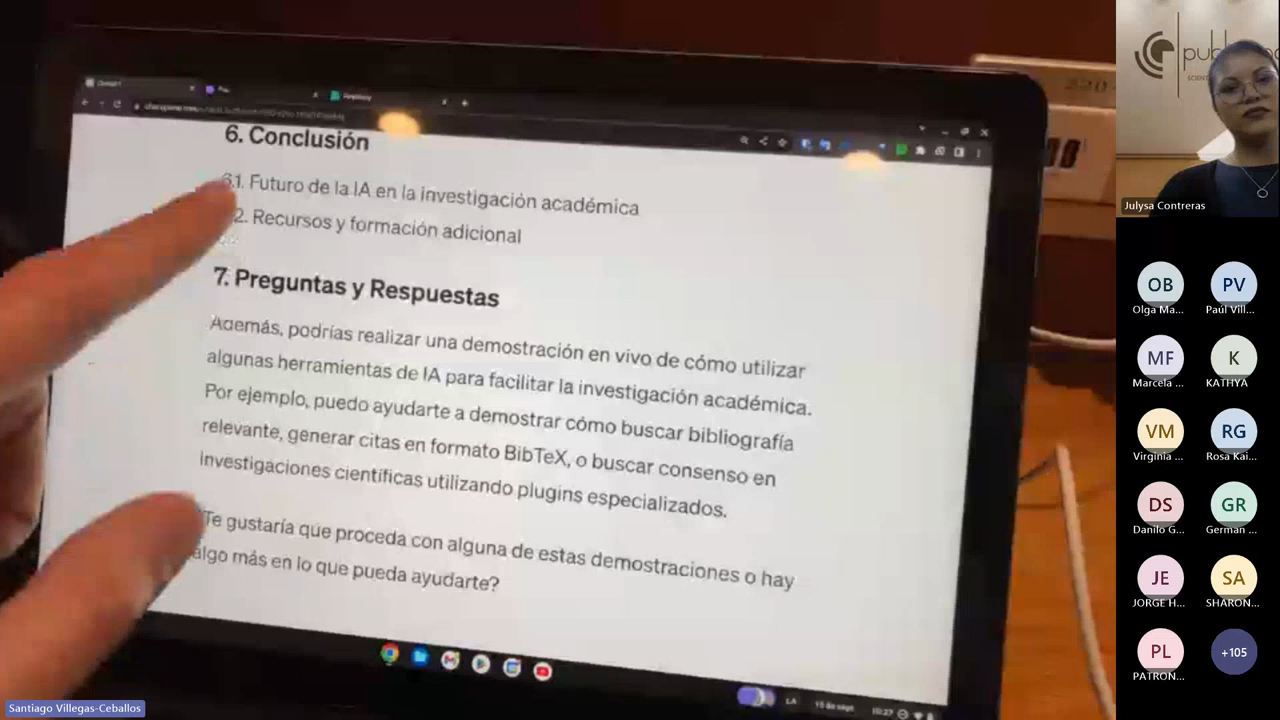 6. Conclusión
6.1. Futuro de la IA en la investigación académica
2. Recursos y formación adicional
7. Preguntas y Respuestas
Además, podrías realizar una demostración en vivo de cómo utilizar
algunas herramientas de IA para facilitar la investigación académica.
Por ejemplo, puedo ayudarte a demostrar cómo buscar bibliografía
relevante, generar citas en formato BibTeX, o buscar consenso en
investigaciones científicas utilizando plugins especializados.
Te gustaría que proceda con alguna de estas demostraciones o hay
algo más en lo que pueda ayudarte?
10:27
Santiago Villegas-Ceballos
Julysa Contreras
OB
Olga Ma...
PV
Paúl Vill...
MF
Marcela ...
K
KATHYA
VM
Virginia ...
RG
Rosa Kai...
DS
Danilo G...
GR
German ...
JE
JORGE H...
SA
SHARON...
PL
PATRON...
+105